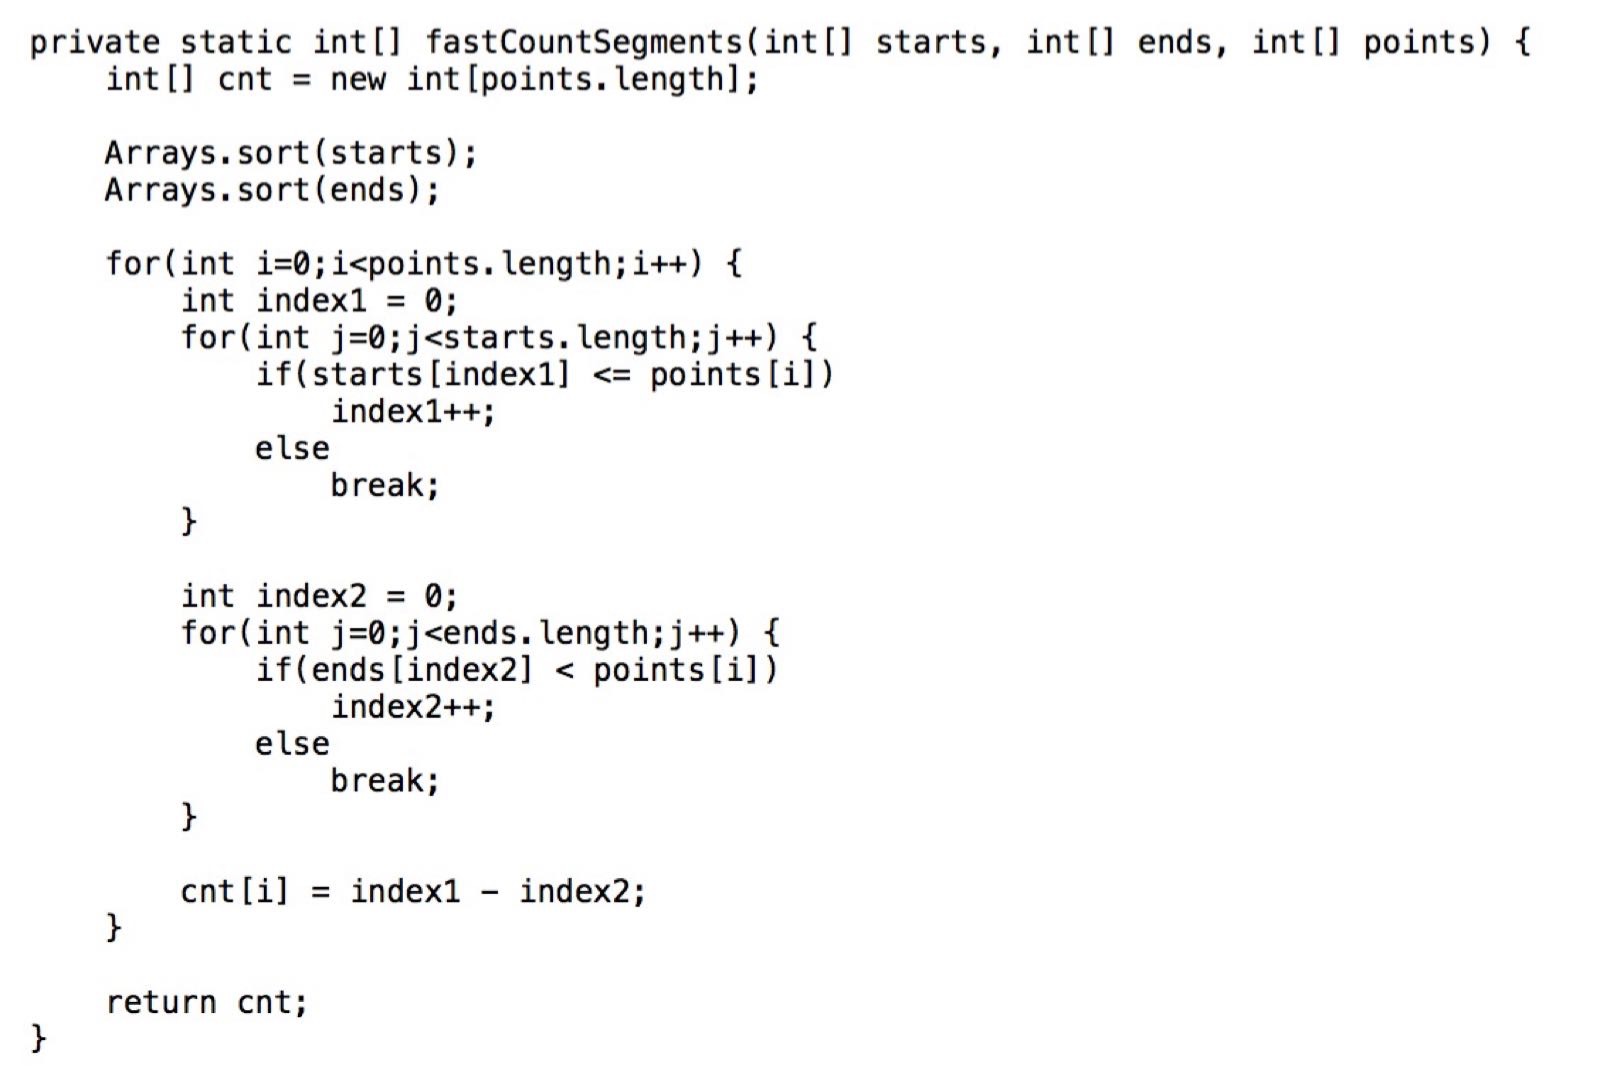 private static int[] fastCountSegments(int[] starts, int[] ends, int[] points) {
    int[] cnt = new int[points.length];

    Arrays.sort(starts);
    Arrays.sort(ends);

    for(int i=0;i<points.length;i++) {
        int index1 = 0;
        for(int j=0;j<starts.length;j++) {
            if(starts[index1] <= points[i])
                index1++;
            else
                break;
        }

        int index2 = 0;
        for(int j=0;j<ends.length;j++) {
            if(ends[index2] < points[i])
                index2++;
            else
                break;
        }

        cnt[i] = index1 - index2;
    }

    return cnt;
}